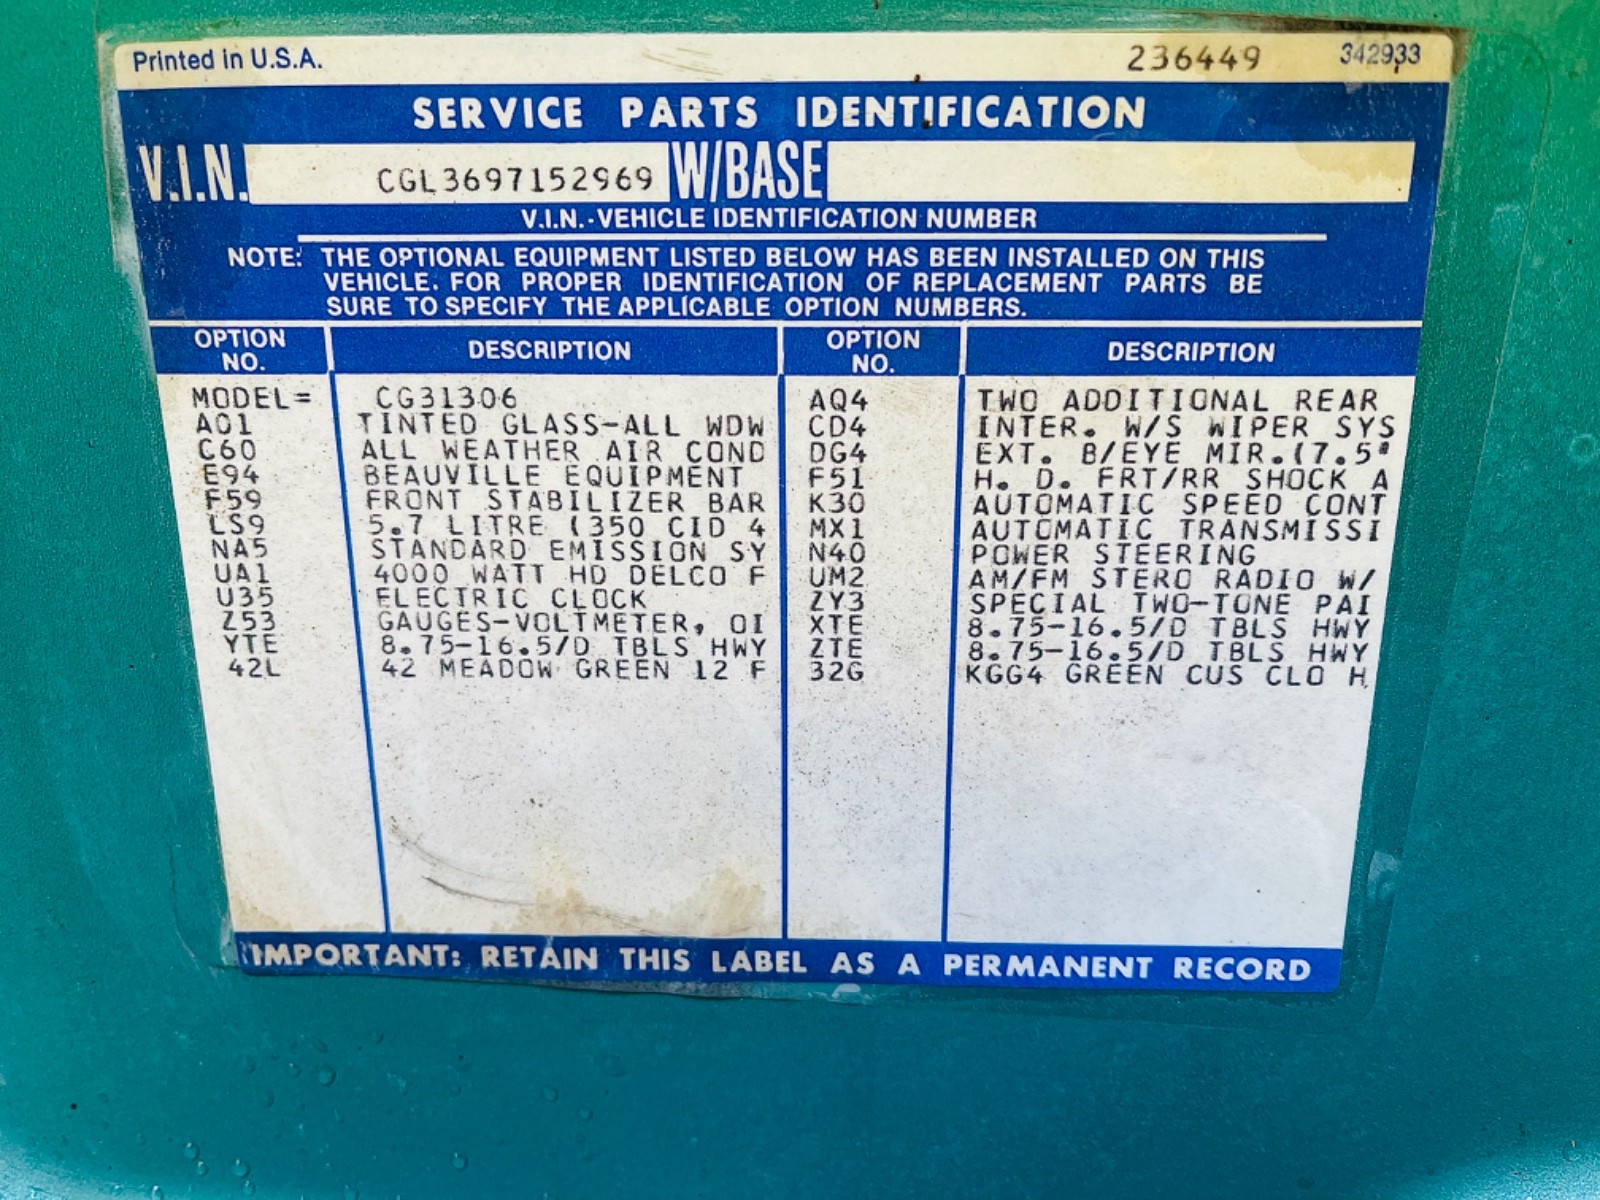 Printed in U.S.A. 236449 342933
SERVICE PARTS IDENTIFICATION
V.I.N. CGL3697152969 W/BASE
V.I.N.-VEHICLE IDENTIFICATION NUMBER
NOTE: THE OPTIONAL EQUIPMENT LISTED BELOW HAS BEEN INSTALLED ON THIS
VEHICLE. FOR PROPER IDENTIFICATION OF REPLACEMENT PARTS BE
SURE TO SPECIFY THE APPLICABLE OPTION NUMBERS.
OPTION NO. DESCRIPTION OPTION NO. DESCRIPTION
MODEL= CG31306 AQ4 TWO ADDITIONAL REAR
A01 TINTED GLASS-ALL WDW CD4 INTER. W/S WIPER SYS
C60 ALL WEATHER AIR COND DG4 EXT. B/EYE MIR.(7.5"
E94 BEAUVILLE EQUIPMENT F51 H. D. FRT/RR SHOCK A
F59 FRONT STABILIZER BAR K30 AUTOMATIC SPEED CONT
LS9 5.7 LITRE (350 CID 4 MX1 AUTOMATIC TRANSMISSI
NA5 STANDARD EMISSION SY N40 POWER STEERING
UA1 4000 WATT HD DELCO F UM2 AM/FM STERO RADIO W/
U35 ELECTRIC CLOCK ZY3 SPECIAL TWO-TONE PAI
Z53 GAUGES-VOLTMETER, OI XTE 8.75-16.5/D TBLS HWY
YTE 8.75-16.5/D TBLS HWY ZTE 8.75-16.5/D TBLS HWY
42L 42 MEADOW GREEN 12 F 32G KGG4 GREEN CUS CLO H
IMPORTANT: RETAIN THIS LABEL AS A PERMANENT RECORD